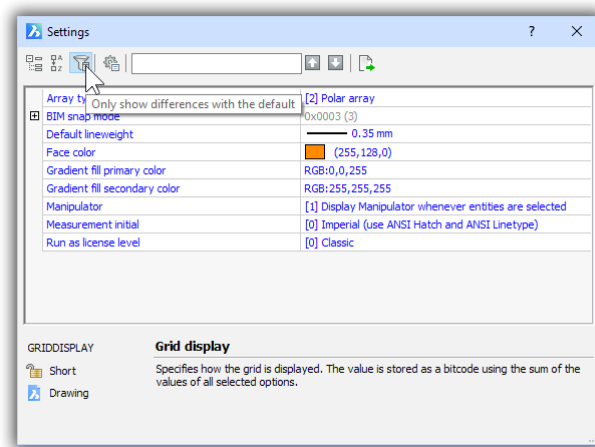 Settings
?
Array ty [2] Polar array
Only show differences with the default
BIM snap mode 0x0003 (3)
Default lineweight 0.35 mm
Face color (255,128,0)
Gradient fill primary color RGB:0,0,255
Gradient fill secondary color RGB:255,255,255
Manipulator [1] Display Manipulator whenever entities are selected
Measurement initial [0] Imperial (use ANSI Hatch and ANSI Linetype)
Run as license level [0] Classic
GRIDDISPLAY
Short
Drawing
Grid display
Specifies how the grid is displayed. The value is stored as a bitcode using the sum of the
values of all selected options.